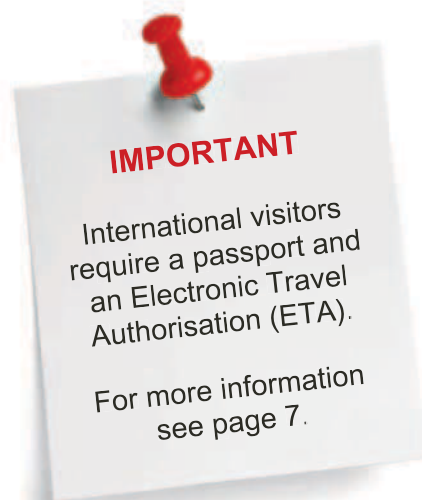 IMPORTANT
International visitors
require a passport and
an Electronic Travel
Authorisation (ETA).
For more information
see page 7.